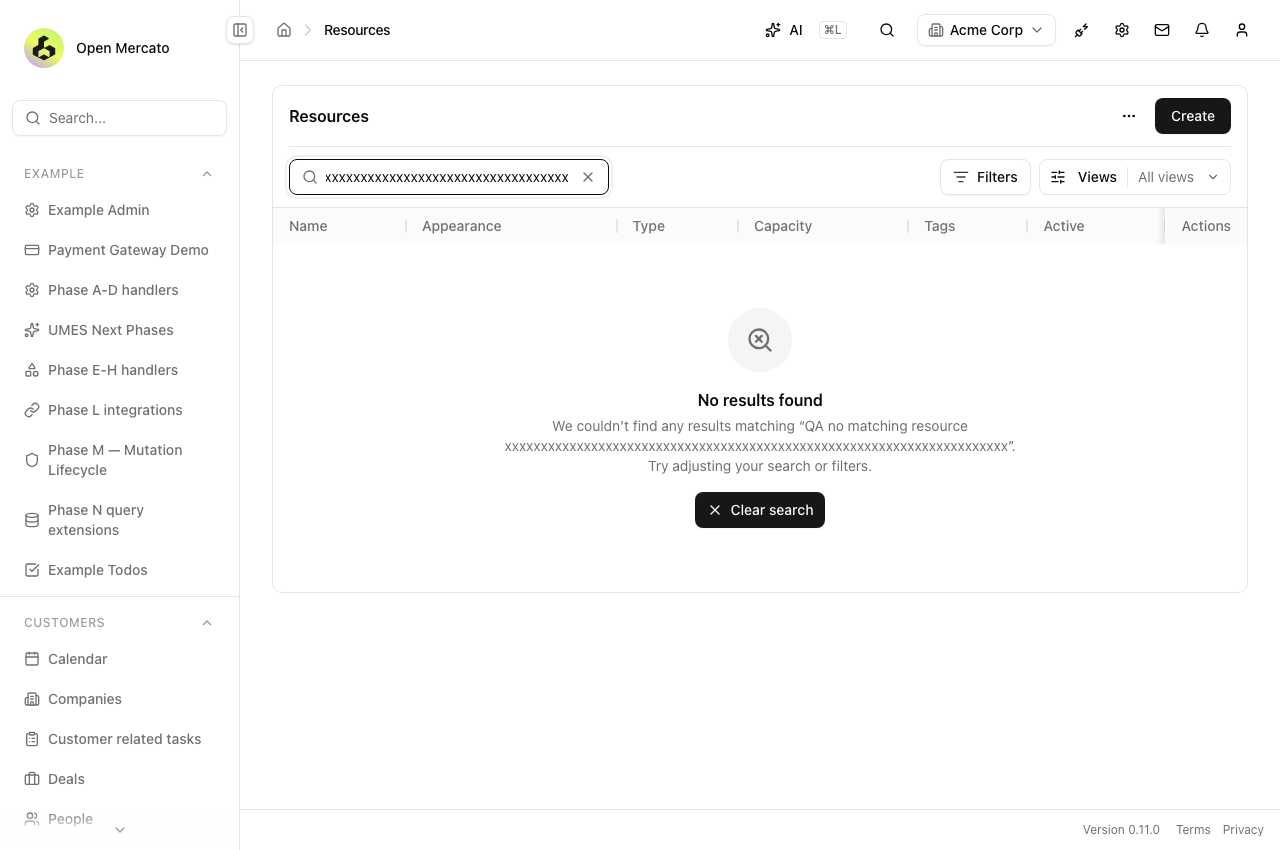 Open Mercato
Search...
EXAMPLE
Example Admin
Payment Gateway Demo
Phase A-D handlers
UMES Next Phases
Phase E-H handlers
Phase L integrations
Phase M — Mutation
Lifecycle
Phase N query
extensions
Example Todos
CUSTOMERS
Calendar
Companies
Customer related tasks
Deals
People
Resources
AI ⌘L
Acme Corp
Resources
Create
xxxxxxxxxxxxxxxxxxxxxxxxxxxxxxxxxx
Filters
Views All views
Name Appearance Type Capacity Tags Active Actions
No results found
We couldn’t find any results matching “QA no matching resource
xxxxxxxxxxxxxxxxxxxxxxxxxxxxxxxxxxxxxxxxxxxxxxxxxxxxxxxxxxxxxxxxxxxxxx”.
Try adjusting your search or filters.
Clear search
Version 0.11.0 Terms Privacy